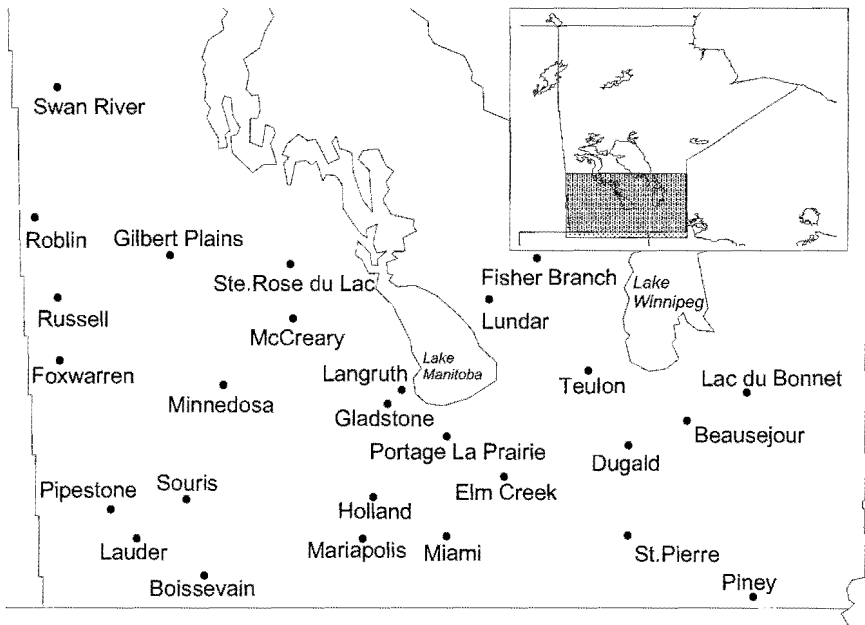 Swan River
Roblin
Gilbert Plains
Ste.Rose du Lac
Fisher Branch
Lake
Winnipeg
Russell
Lundar
McCreary
Foxwarren
Lake
Manitoba
Langruth
Teulon
Lac du Bonnet
Minnedosa
Gladstone
Beausejour
Portage La Prairie
Dugald
Pipestone
Souris
Elm Creek
Holland
Lauder
Mariapolis
Miami
St.Pierre
Boissevain
Piney